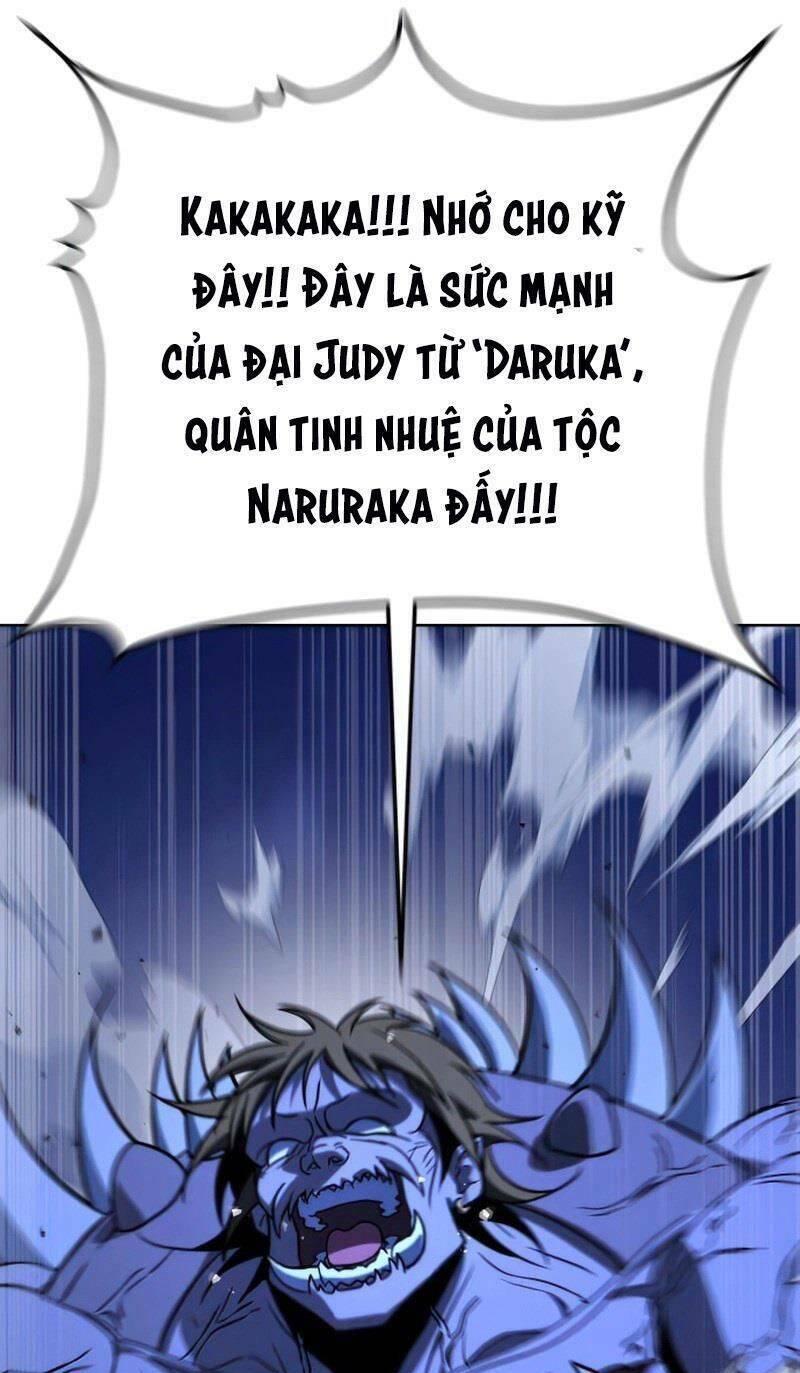 KAKAKAKA!!! NHỚ CHO KỸ
ĐÂY!! ĐÂY LÀ SỨC MẠNH
CỦA ĐẠI JUDY TỪ ‘DARUKA’,
QUÂN TINH NHUỆ CỦA TỘC
NARURAKA ĐẤY!!!